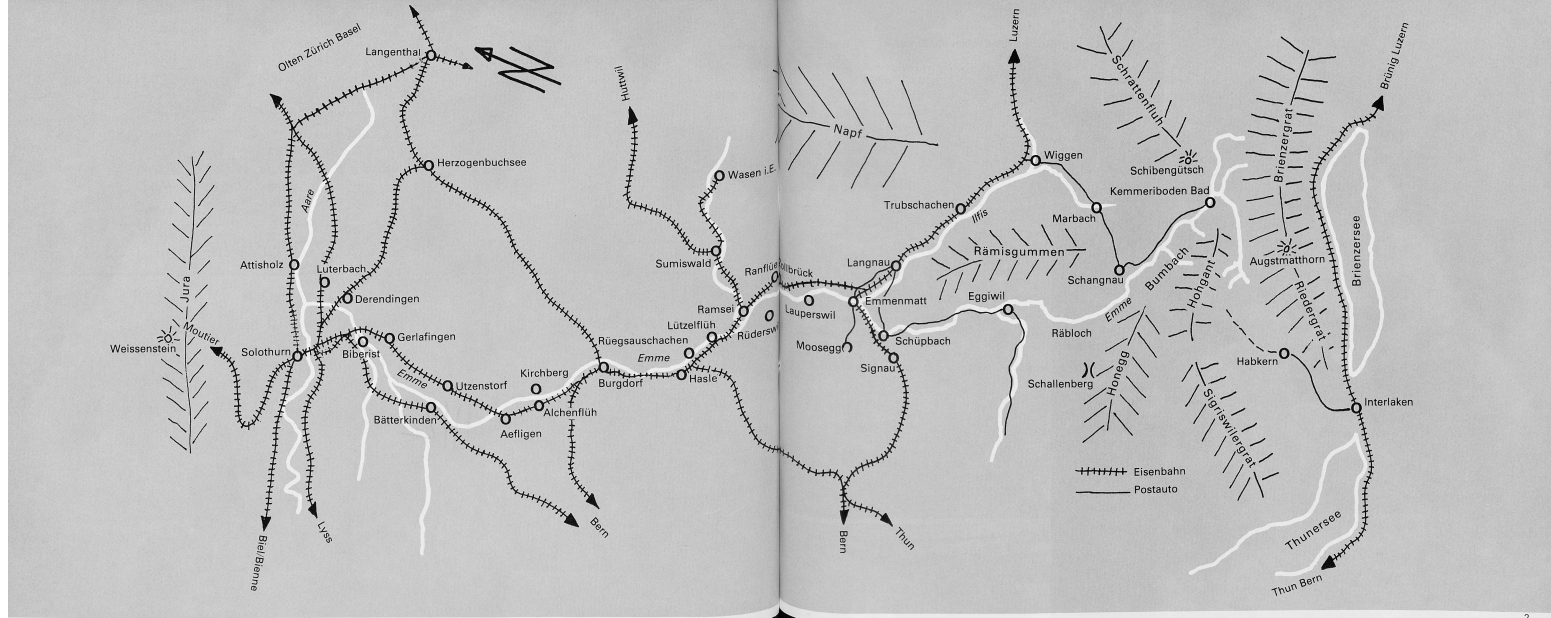 Olten Zürich Basel
Langenthal
Herzogenbuchsee
Aare
Attisholz
Luterbach
Derendingen
Jura
Moutier
Weissenstein
Solothurn
Biberist
Gerlafingen
Emme
Utzenstorf
Bätterkinden
Aefligen
Kirchberg
Alchenflüh
Burgdorf
Biel/Bienne
Lyss
Bern
Huttwil
Wasen i.E.
Sumiswald
Ramsei
Lützelflüh
Rüegsauschachen
Emme
Hasle
Napf
Luzern
Wiggen
Trubschachen
Ilfis
Marbach
Langnau
Rämisgummen
Schangnau
Emmenmatt
Lauperswil
Moosegg
Schüpbach
Signau
Eggiwil
Räbloch
Emme
Bumbach
Schrattenfluh
Schibengütsch
Kemmeriboden Bad
Hohgant
Brienzergrat
Augstmatthorn
Riedergrat
Brienzersee
Brünig Luzern
Habkern
Interlaken
Schallenberg
Honegg
Sigriswilergrat
Eisenbahn
Postauto
Bern
Thun
Thunersee
Thun Bern